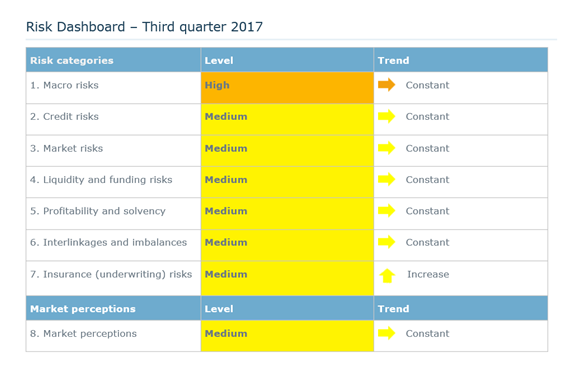 Risk Dashboard – Third quarter 2017
Risk categories Level Trend
1. Macro risks High Constant
2. Credit risks Medium Constant
3. Market risks Medium Constant
4. Liquidity and funding risks Medium Constant
5. Profitability and solvency Medium Constant
6. Interlinkages and imbalances Medium Constant
7. Insurance (underwriting) risks Medium Increase
Market perceptions Level Trend
8. Market perceptions Medium Constant